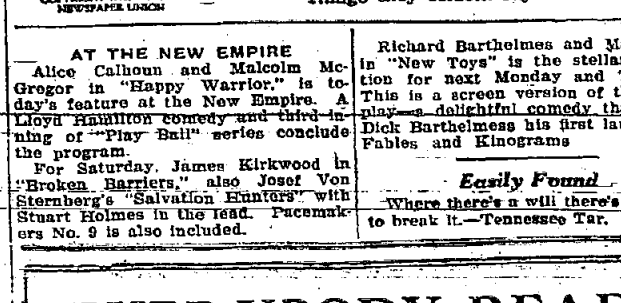 NEWSPAPER UNION
AT THE NEW EMPIRE
Alice Calhoun and Malcolm Mc-
Gregor in "Happy Warrior," is to-
day's feature at the New Empire. A
Lloyd Hamilton comedy and third in-
ning of "Play Ball" series conclude
the program.
For Saturday, James Kirkwood in
"Broken Barriers," also Josef Von
Sternberg's "Salvation Hunters" with
Stuart Holmes in the lead. Pacemak-
ers No. 9 is also included.
Richard Barthelmes and M
in "New Toys" is the stella
tion for next Monday and
This is a screen version of t
play—a delightful comedy tha
Dick Barthelmess his first la
Fables and Kinograms
Easily Found
Where there's a will there's
to break it.—Tennessee Tar.